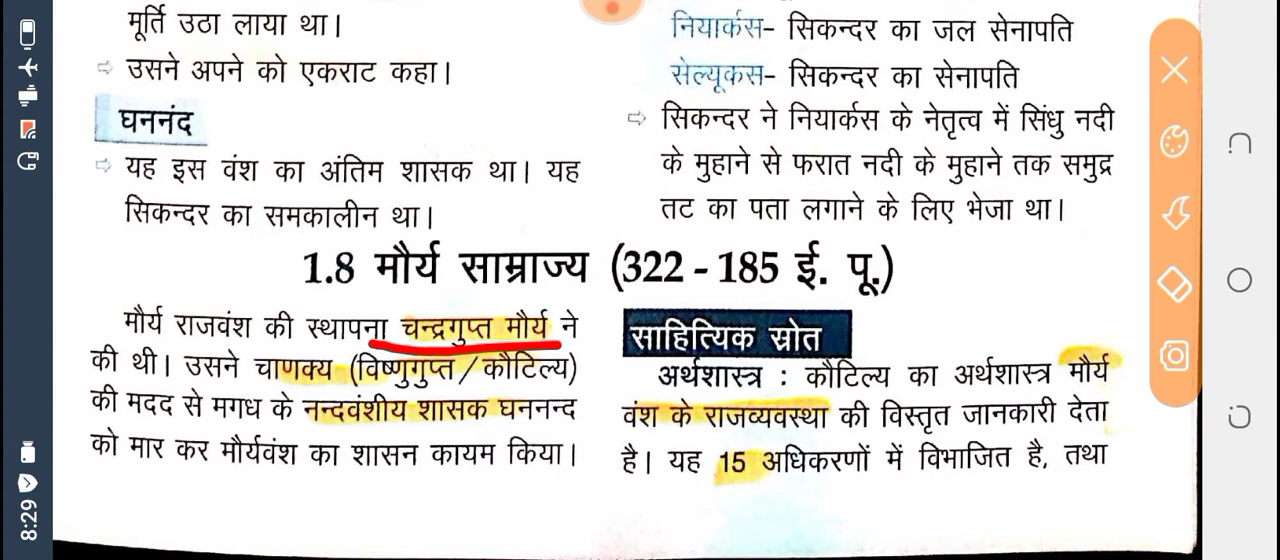 मूर्ति उठा लाया था।
⇨ उसने अपने को एकराट कहा।
घननंद
⇨ यह इस वंश का अंतिम शासक था। यह
सिकन्दर का समकालीन था।
नियार्कस- सिकन्दर का जल सेनापति
सेल्यूकस- सिकन्दर का सेनापति
⇨ सिकन्दर ने नियार्कस के नेतृत्व में सिंधु नदी
के मुहाने से फरात नदी के मुहाने तक समुद्र
तट का पता लगाने के लिए भेजा था।
1.8 मौर्य साम्राज्य (322 - 185 ई. पू.)
मौर्य राजवंश की स्थापना चन्द्रगुप्त मौर्य ने
की थी। उसने चाणक्य (विष्णुगुप्त/कौटिल्य)
की मदद से मगध के नन्दवंशीय शासक घननन्द
को मार कर मौर्यवंश का शासन कायम किया।
साहित्यिक स्रोत
अर्थशास्त्र : कौटिल्य का अर्थशास्त्र मौर्य
वंश के राजव्यवस्था की विस्तृत जानकारी देता
है। यह 15 अधिकरणों में विभाजित है, तथा
8:29